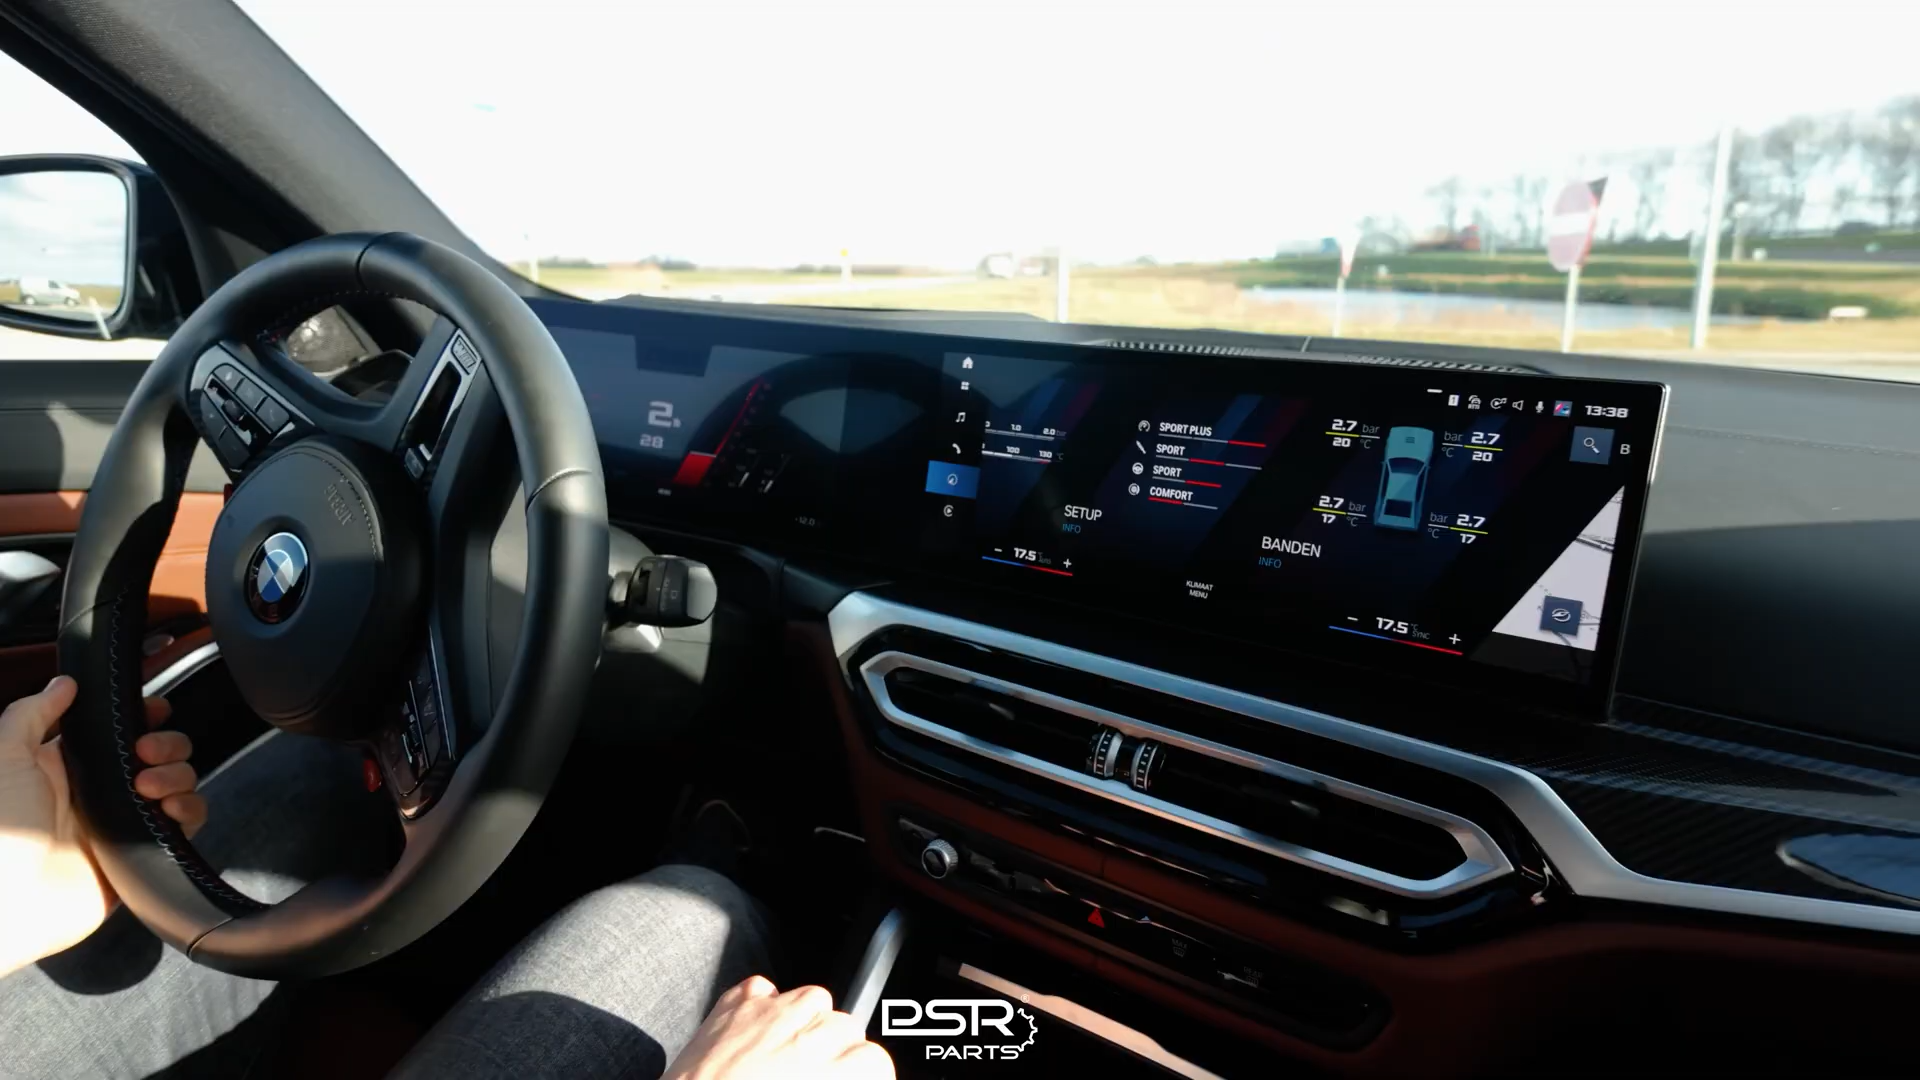 2
28
1.0 2.0
100 130
SETUP
INFO
SPORT PLUS
SPORT
SPORT
COMFORT
2.7 bar
20 °C
bar 2.7
°C 20
2.7 bar
17 °C
bar 2.7
°C 17
BANDEN
INFO
13:38
B
- 17.5 +
KLIMAAT
MENU
- 17.5 SYNC +
AIRBAG
PSR®
PARTS